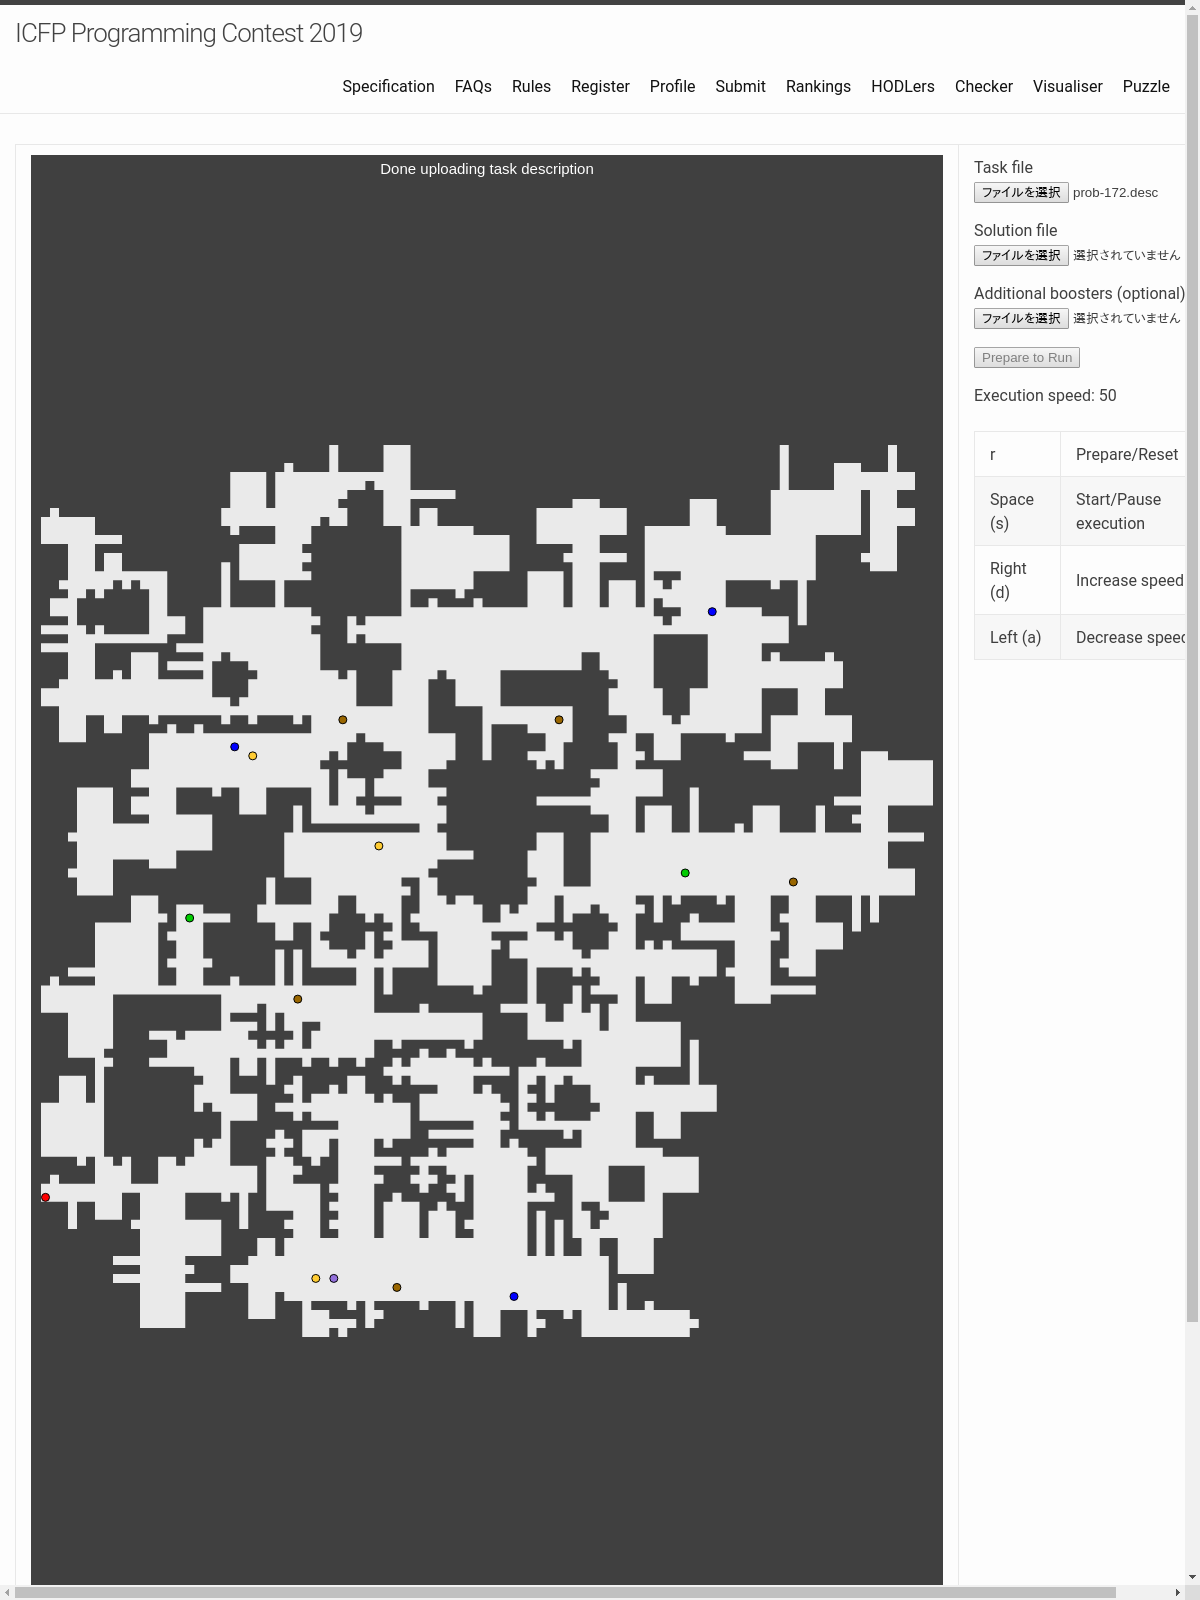 ICFP Programming Contest 2019
Specification FAQs Rules Register Profile Submit Rankings HODLers Checker Visualiser Puzzle
Done uploading task description
Task file
ファイルを選択 prob-172.desc
Solution file
ファイルを選択 選択されていません
Additional boosters (optional)
ファイルを選択 選択されていません
Prepare to Run
Execution speed: 50
r Prepare/Reset
Space Start/Pause
(s) execution
Right Increase speed
(d)
Left (a) Decrease speed